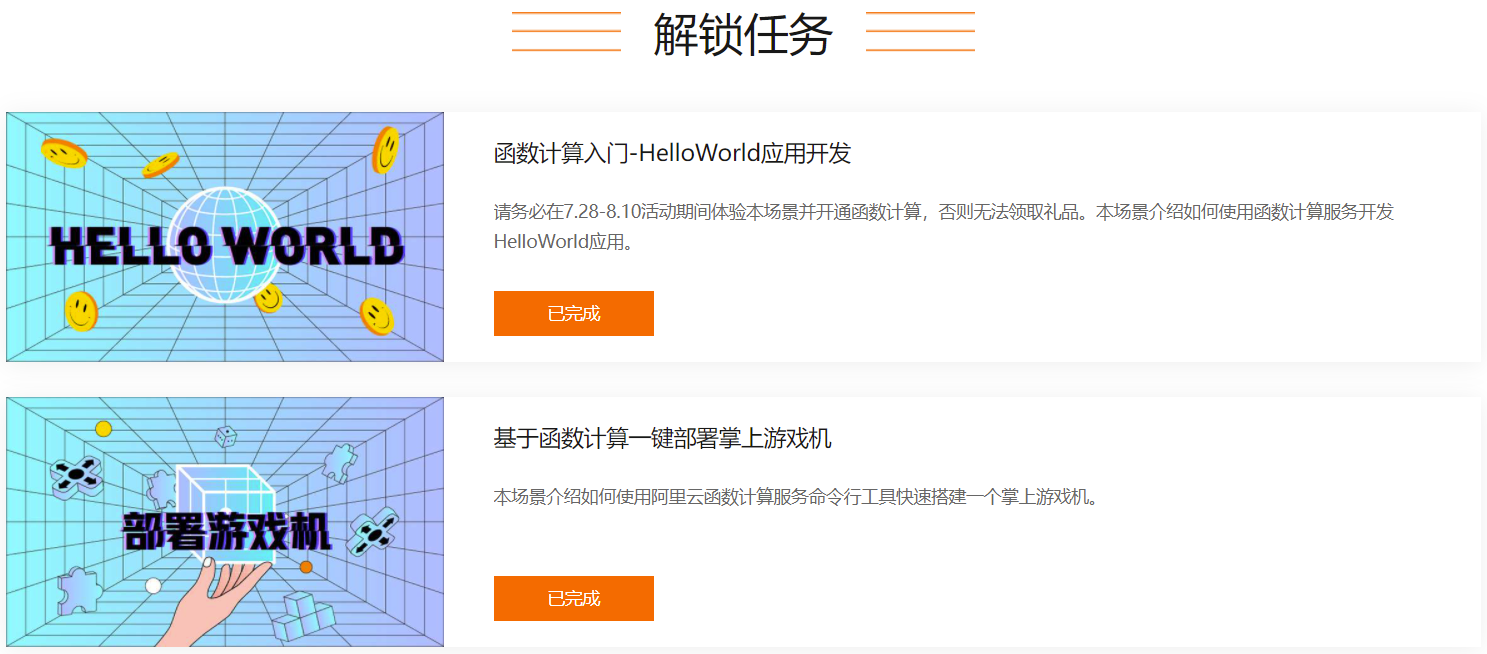 解锁任务
HELLO WORLD
函数计算入门-HelloWorld应用开发
请务必在7.28-8.10活动期间体验本场景并开通函数计算，否则无法领取礼品。本场景介绍如何使用函数计算服务开发
HelloWorld应用。
已完成
部署游戏机
基于函数计算一键部署掌上游戏机
本场景介绍如何使用阿里云函数计算服务命令行工具快速搭建一个掌上游戏机。
已完成